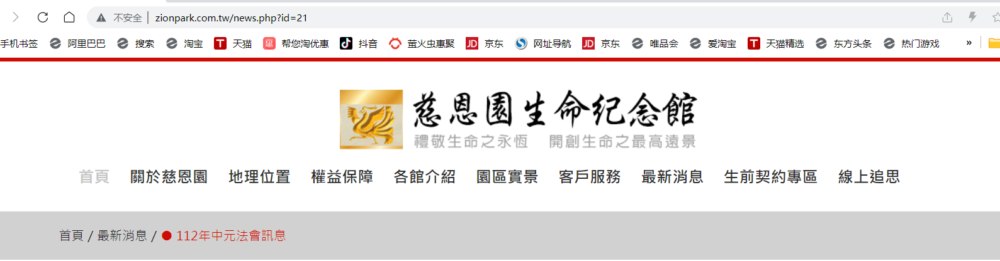 不安全 | zionpark.com.tw/news.php?id=21
手机书签 阿里巴巴 搜索 淘宝 T 天猫 惠 帮您淘优惠 抖音 萤火虫惠聚 JD 京东 S 网址导航 JD 京东 唯品会 爱淘宝 T 天猫精选 东方头条 热门游戏 »
慈恩園生命纪念館
禮敬生命之永恆 開創生命之最高遠景
首頁 關於慈恩園 地理位置 權益保障 各館介紹 園區實景 客戶服務 最新消息 生前契約專區 線上追思
首頁 / 最新消息 / ● 112年中元法會訊息